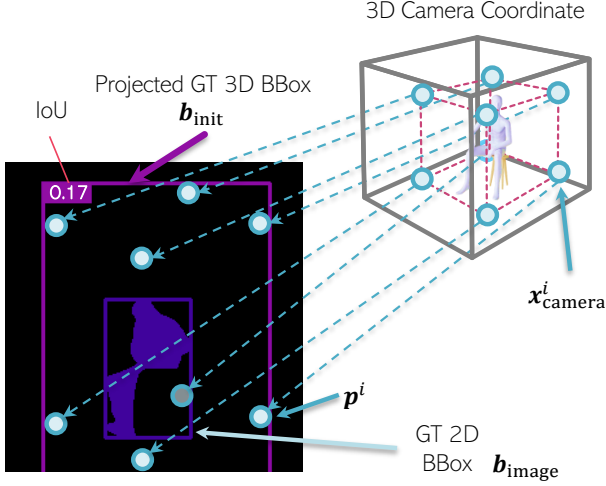 3D Camera Coordinate
Projected GT 3D BBox
b_init
IoU
0.17
x^i_camera
p^i
GT 2D
BBox b_image